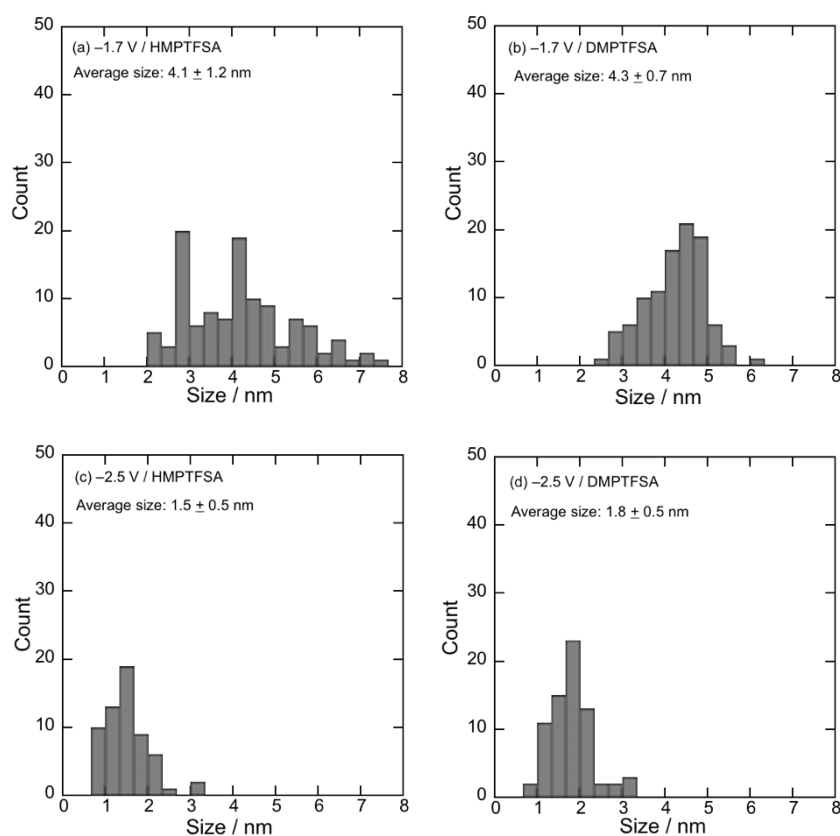 (a) –1.7 V / HMPTFSA
Average size: 4.1 ± 1.2 nm
50
40
30
20
10
0
Count
0 1 2 3 4 5 6 7 8
Size / nm
(b) –1.7 V / DMPTFSA
Average size: 4.3 ± 0.7 nm
50
40
30
20
10
0
Count
0 1 2 3 4 5 6 7 8
Size / nm
(c) –2.5 V / HMPTFSA
Average size: 1.5 ± 0.5 nm
50
40
30
20
10
0
Count
0 1 2 3 4 5 6 7 8
Size / nm
(d) –2.5 V / DMPTFSA
Average size: 1.8 ± 0.5 nm
50
40
30
20
10
0
Count
0 1 2 3 4 5 6 7 8
Size / nm